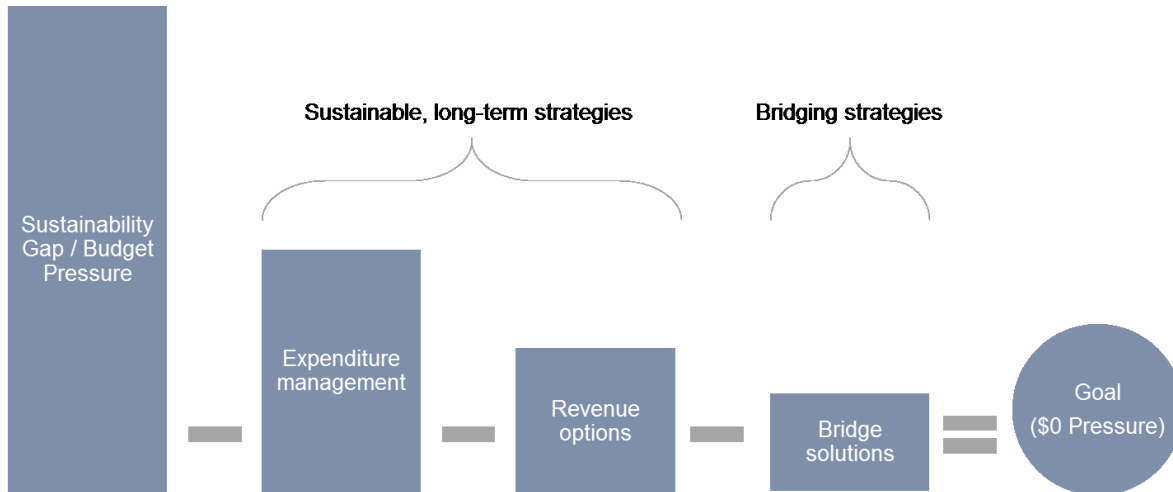 Sustainable, long-term strategies
Bridging strategies
Sustainability
Gap / Budget
Pressure
Expenditure
management
Revenue
options
Bridge
solutions
Goal
($0 Pressure)